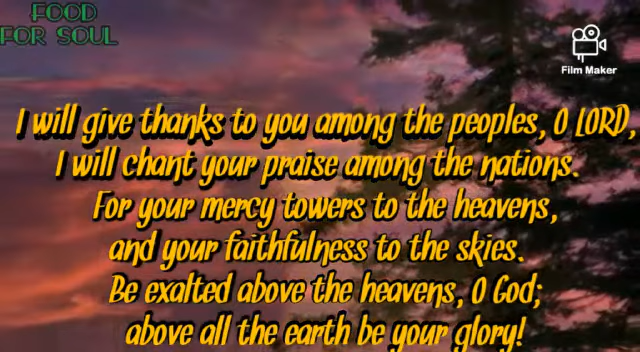 FOOD
FOR SOUL
Film Maker
I will give thanks to you among the peoples, O LORD,
I will chant your praise among the nations.
For your mercy towers to the heavens,
and your faithfulness to the skies.
Be exalted above the heavens, O God;
above all the earth be your glory!